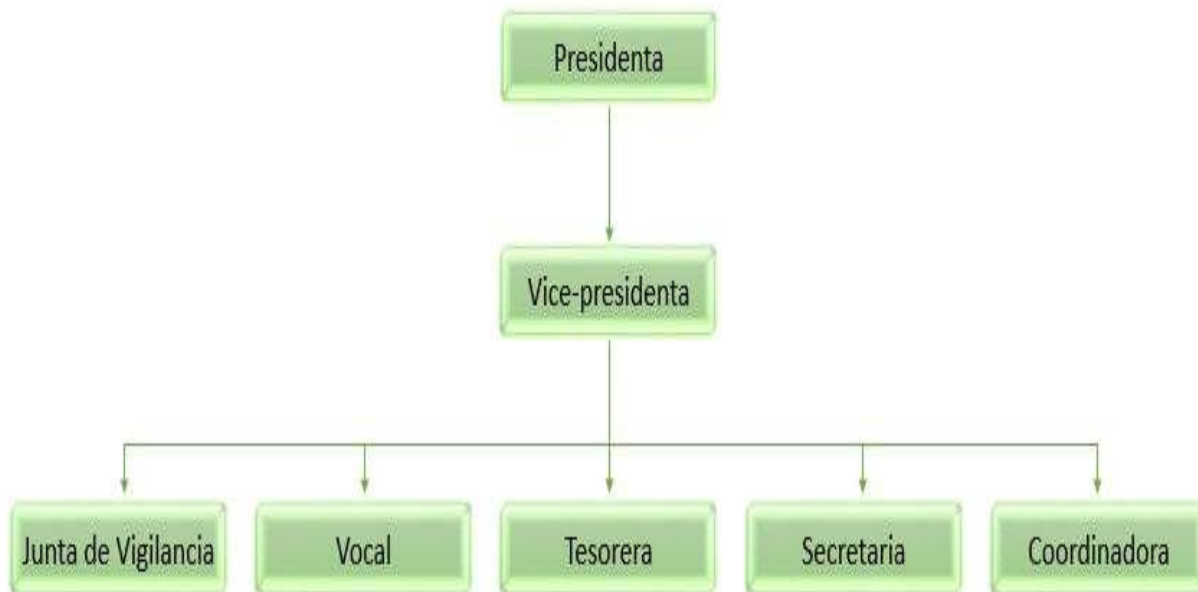 Presidenta
Vice-presidenta
Junta de Vigilancia
Vocal
Tesorera
Secretaria
Coordinadora